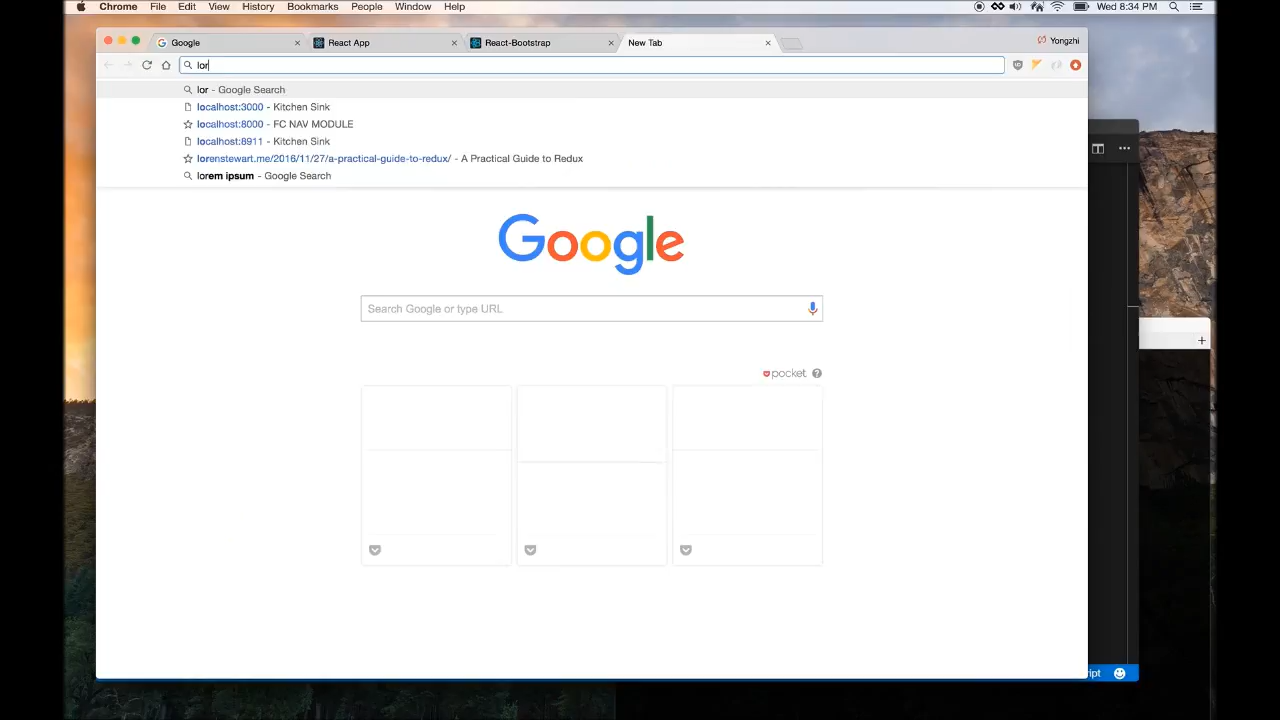 Chrome File Edit View History Bookmarks People Window Help Wed 8:34 PM
Google React App React-Bootstrap New Tab Yongzhi
lor
lor - Google Search
localhost:3000 - Kitchen Sink
localhost:8000 - FC NAV MODULE
localhost:8911 - Kitchen Sink
lorenstewart.me/2016/11/27/a-practical-guide-to-redux/ - A Practical Guide to Redux
lorem ipsum - Google Search
Google
Search Google or type URL
pocket ?
ipt